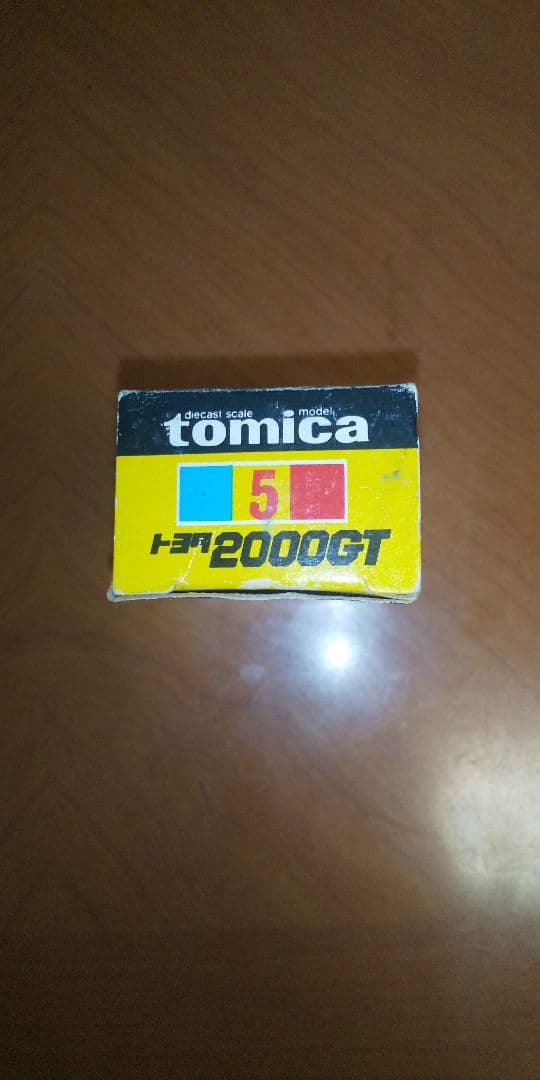 diecast scale model
tomica
5
トヨタ2000GT